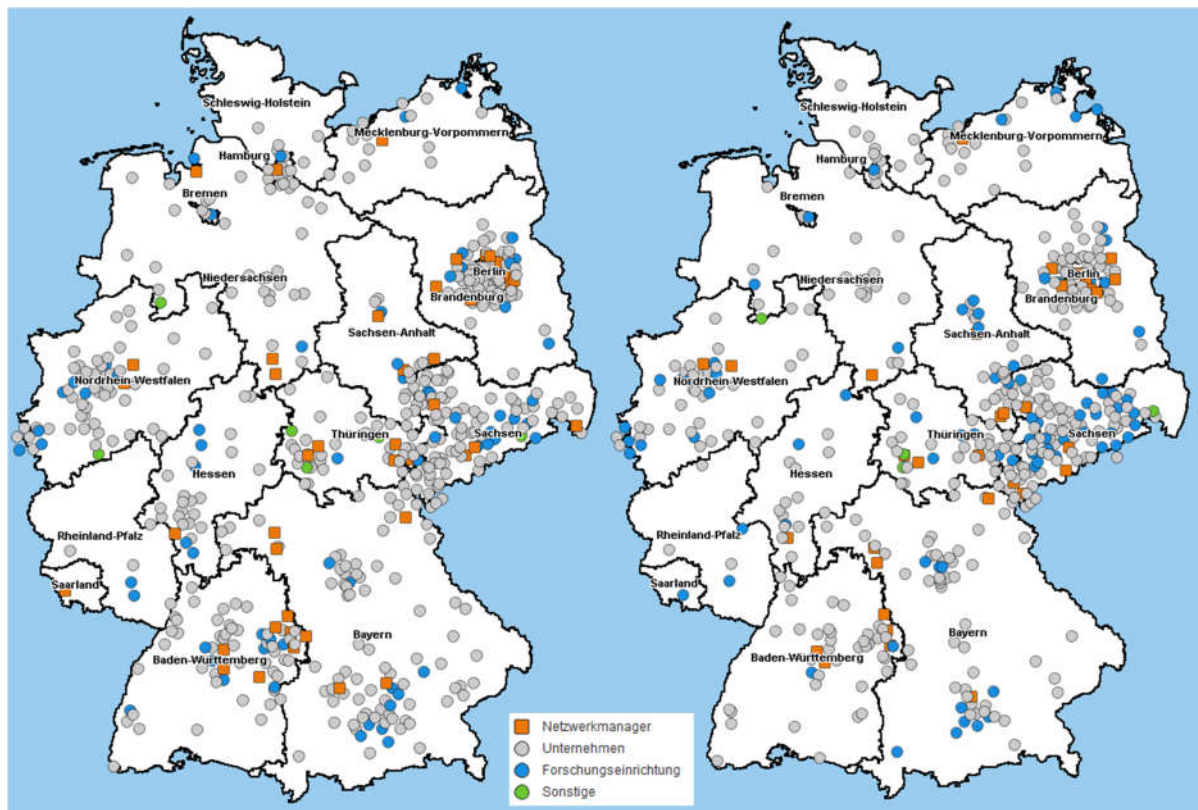 Schleswig-Holstein
Mecklenburg-Vorpommern
Hamburg
Bremen
Niedersachsen
Berlin
Brandenburg
Sachsen-Anhalt
Nordrhein-Westfalen
Thüringen
Sachsen
Hessen
Rheinland-Pfalz
Saarland
Bayern
Baden-Württemberg
Schleswig-Holstein
Mecklenburg-Vorpommern
Hamburg
Bremen
Niedersachsen
Berlin
Brandenburg
Sachsen-Anhalt
Nordrhein-Westfalen
Thüringen
Sachsen
Hessen
Rheinland-Pfalz
Saarland
Bayern
Baden-Württemberg
Netzwerkmanager
Unternehmen
Forschungseinrichtung
Sonstige